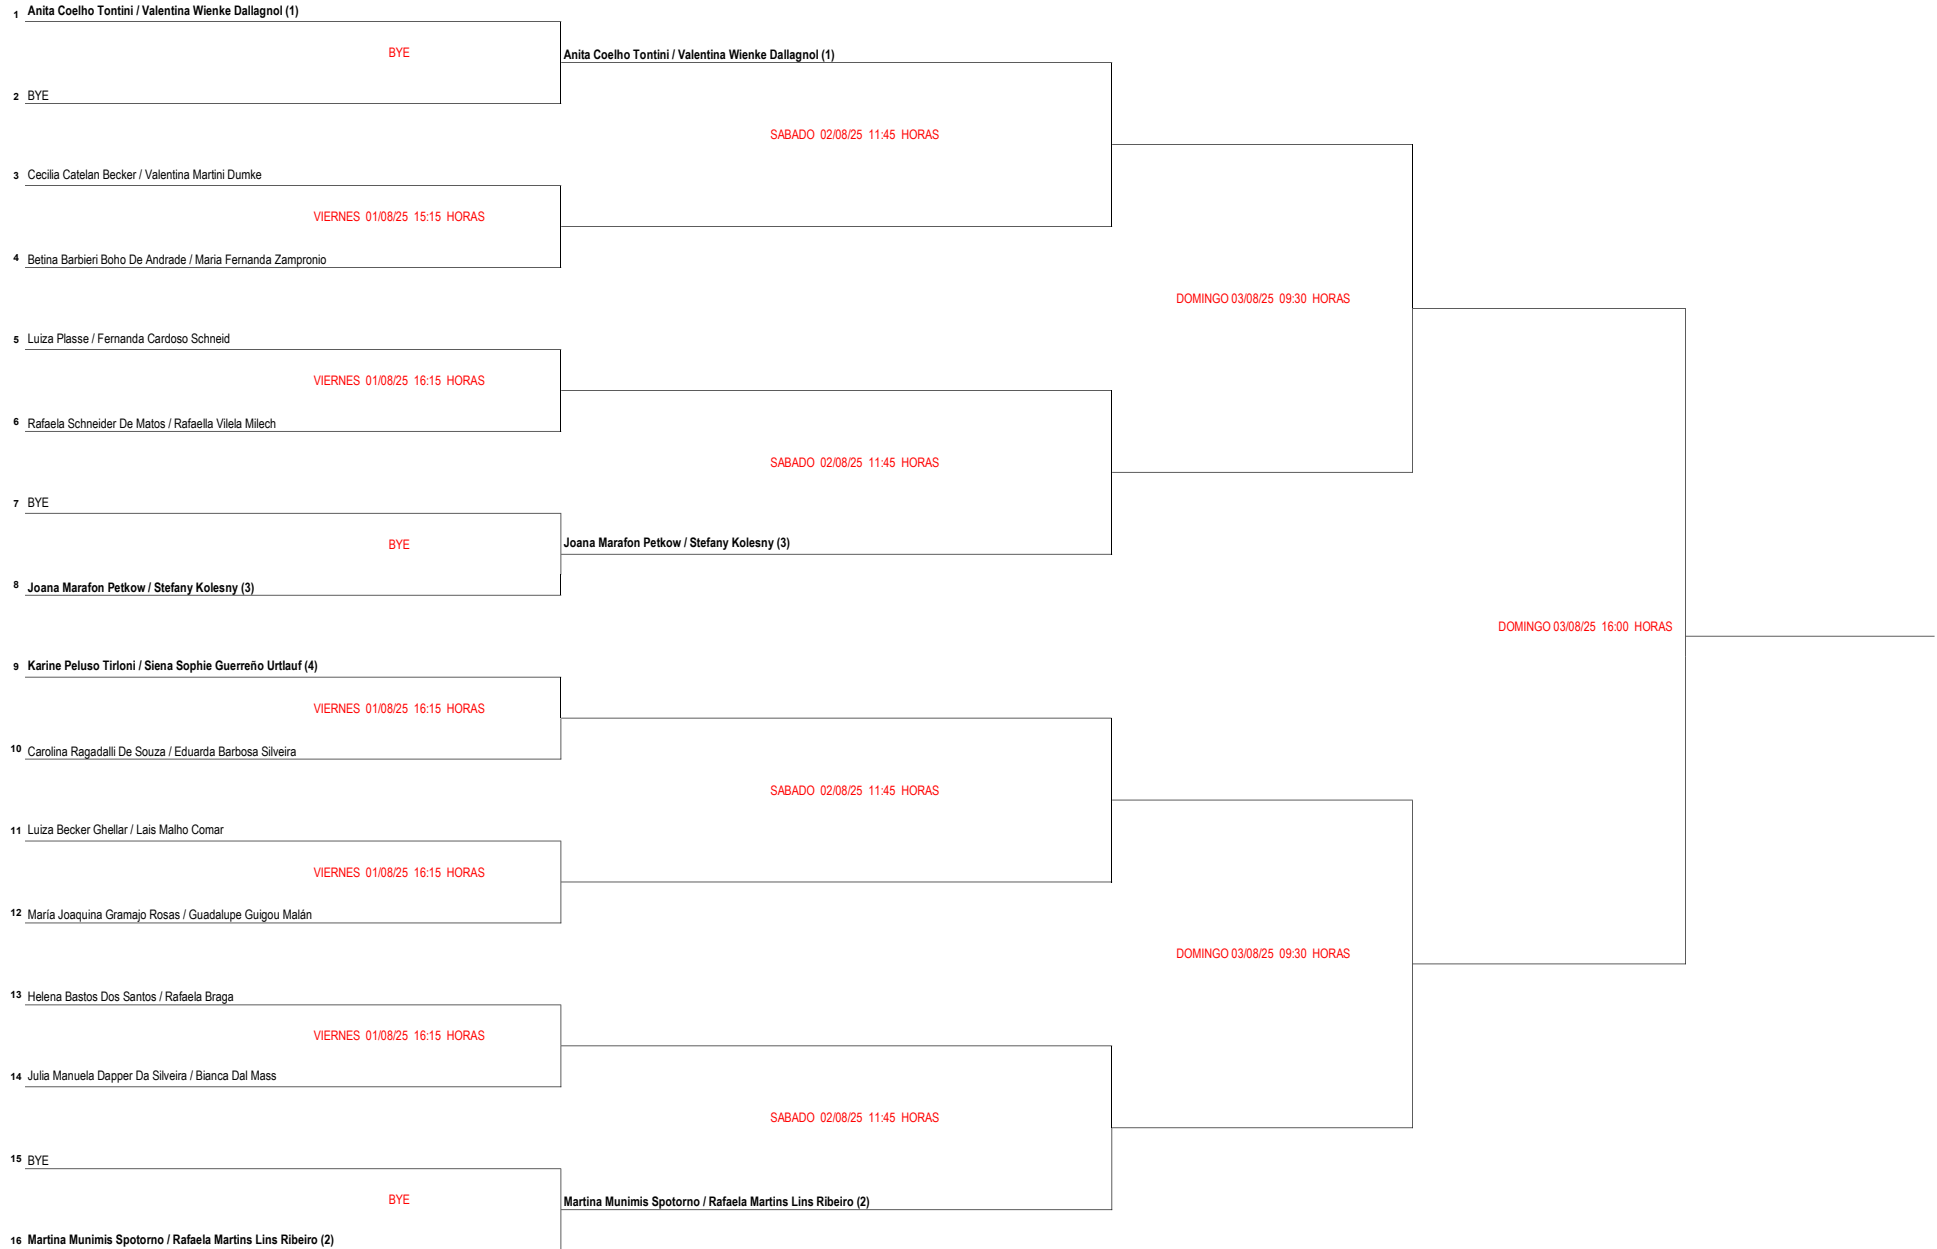 1 Anita Coelho Tontini / Valentina Wienke Dallagnol (1)
BYE
Anita Coelho Tontini / Valentina Wienke Dallagnol (1)
2 BYE
SABADO 02/08/25 11:45 HORAS
3 Cecilia Catelan Becker / Valentina Martini Dumke
VIERNES 01/08/25 15:15 HORAS
4 Betina Barbieri Boho De Andrade / Maria Fernanda Zampronio
DOMINGO 03/08/25 09:30 HORAS
5 Luiza Plasse / Fernanda Cardoso Schneid
VIERNES 01/08/25 16:15 HORAS
6 Rafaela Schneider De Matos / Rafaella Vilela Milech
SABADO 02/08/25 11:45 HORAS
7 BYE
BYE
Joana Marafon Petkow / Stefany Kolesny (3)
8 Joana Marafon Petkow / Stefany Kolesny (3)
DOMINGO 03/08/25 16:00 HORAS
9 Karine Peluso Tirloni / Siena Sophie Guerreño Urtlauf (4)
VIERNES 01/08/25 16:15 HORAS
10 Carolina Ragadalli De Souza / Eduarda Barbosa Silveira
SABADO 02/08/25 11:45 HORAS
11 Luiza Becker Ghellar / Lais Malho Comar
VIERNES 01/08/25 16:15 HORAS
12 María Joaquina Gramajo Rosas / Guadalupe Guigou Malán
DOMINGO 03/08/25 09:30 HORAS
13 Helena Bastos Dos Santos / Rafaela Braga
VIERNES 01/08/25 16:15 HORAS
14 Julia Manuela Dapper Da Silveira / Bianca Dal Mass
SABADO 02/08/25 11:45 HORAS
15 BYE
BYE
Martina Munimis Spotorno / Rafaela Martins Lins Ribeiro (2)
16 Martina Munimis Spotorno / Rafaela Martins Lins Ribeiro (2)